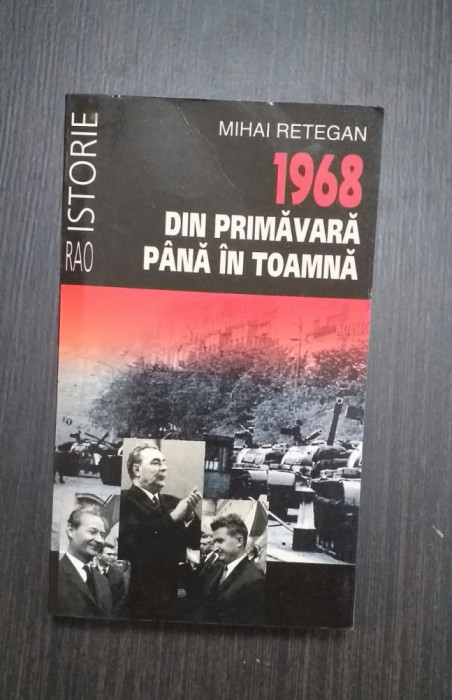 MIHAI RETEGAN
1968
DIN PRIMĂVARĂ
PÂNĂ ÎN TOAMNĂ
RAO ISTORIE